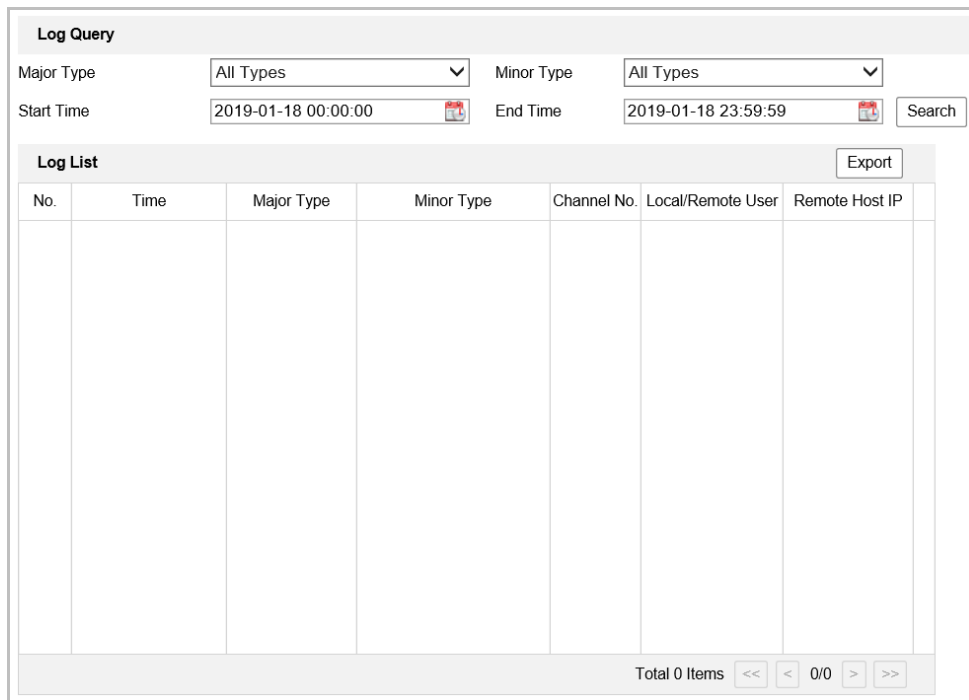 Log Query
Major Type All Types Minor Type All Types
Start Time 2019-01-18 00:00:00 End Time 2019-01-18 23:59:59 Search
Log List Export
No. Time Major Type Minor Type Channel No. Local/Remote User Remote Host IP
Total 0 Items << < 0/0 > >>